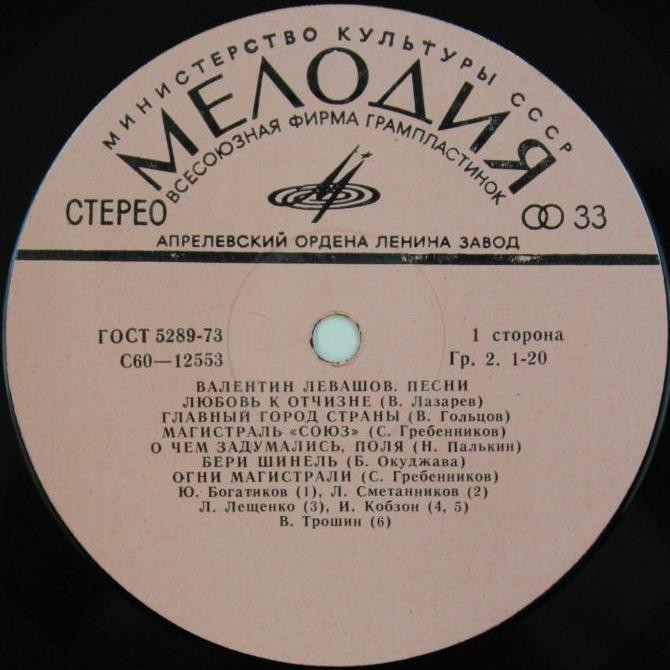 МИНИСТЕРСТВО КУЛЬТУРЫ СССР
МЕЛОДИЯ
ВСЕСОЮЗНАЯ ФИРМА ГРАМПЛАСТИНОК
СТЕРЕО
33
АПРЕЛЕВСКИЙ ОРДЕНА ЛЕНИНА ЗАВОД
ГОСТ 5289-73
1 сторона
С60—12553
Гр. 2. 1-20
ВАЛЕНТИН ЛЕВАШОВ. ПЕСНИ
ЛЮБОВЬ К ОТЧИЗНЕ (В. Лазарев)
ГЛАВНЫЙ ГОРОД СТРАНЫ (В. Гольцов)
МАГИСТРАЛЬ «СОЮЗ» (С. Гребенников)
О ЧЕМ ЗАДУМАЛИСЬ, ПОЛЯ (Н. Палькин)
БЕРИ ШИНЕЛЬ (Б. Окуджава)
ОГНИ МАГИСТРАЛИ (С. Гребенников)
Ю. Богатиков (1), Л. Сметанников (2)
Л. Лещенко (3), И. Кобзон (4, 5)
В. Трошин (6)